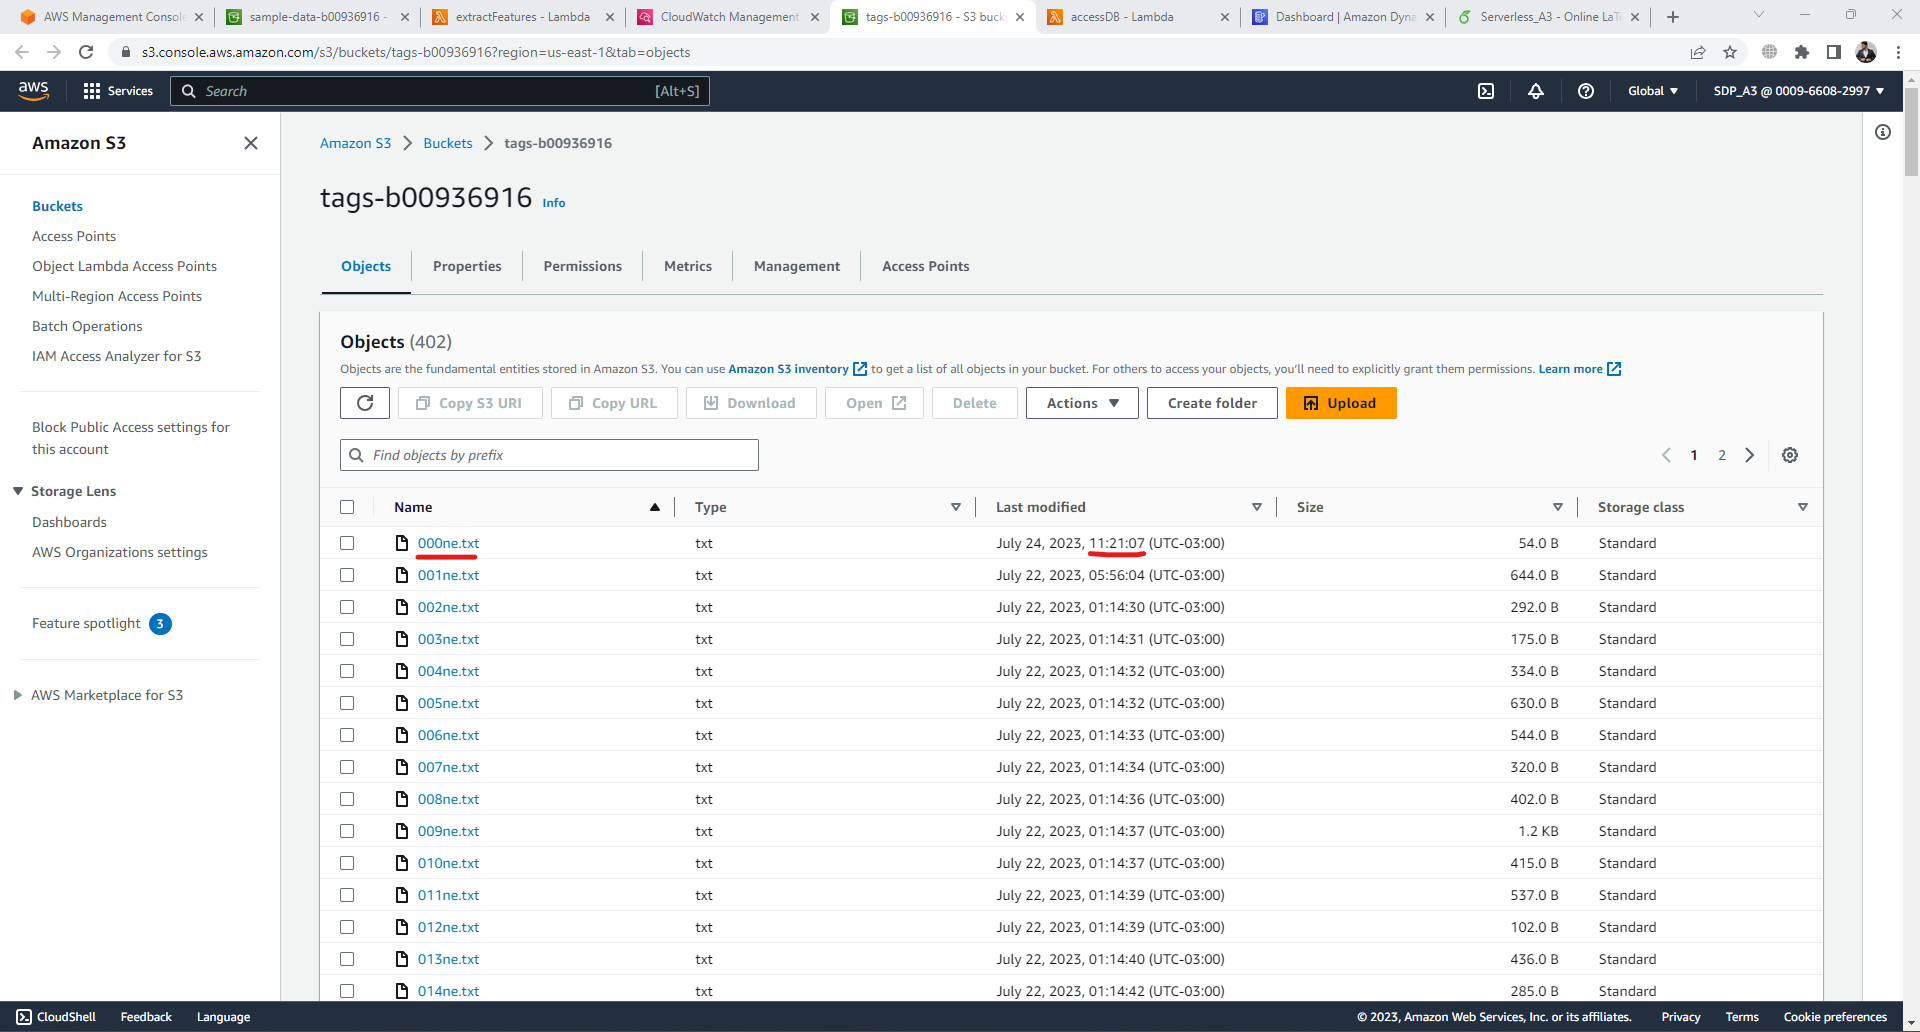 AWS Management Console
sample-data-b00936916 -
extractFeatures - Lambda
CloudWatch Management
tags-b00936916 - S3 buck
accessDB - Lambda
Dashboard | Amazon Dyna
Serverless_A3 - Online LaTe
s3.console.aws.amazon.com/s3/buckets/tags-b00936916?region=us-east-1&tab=objects
aws
Services
Search
[Alt+S]
Global
SDP_A3 @ 0009-6608-2997
Amazon S3
Buckets
Access Points
Object Lambda Access Points
Multi-Region Access Points
Batch Operations
IAM Access Analyzer for S3
Block Public Access settings for
this account
Storage Lens
Dashboards
AWS Organizations settings
Feature spotlight 3
AWS Marketplace for S3
Amazon S3 > Buckets > tags-b00936916
tags-b00936916 Info
Objects Properties Permissions Metrics Management Access Points
Objects (402)
Objects are the fundamental entities stored in Amazon S3. You can use Amazon S3 inventory to get a list of all objects in your bucket. For others to access your objects, you'll need to explicitly grant them permissions. Learn more
Copy S3 URI Copy URL Download Open Delete Actions Create folder Upload
Find objects by prefix
1 2
Name Type Last modified Size Storage class
000ne.txt txt July 24, 2023, 11:21:07 (UTC-03:00) 54.0 B Standard
001ne.txt txt July 22, 2023, 05:56:04 (UTC-03:00) 644.0 B Standard
002ne.txt txt July 22, 2023, 01:14:30 (UTC-03:00) 292.0 B Standard
003ne.txt txt July 22, 2023, 01:14:31 (UTC-03:00) 175.0 B Standard
004ne.txt txt July 22, 2023, 01:14:32 (UTC-03:00) 334.0 B Standard
005ne.txt txt July 22, 2023, 01:14:32 (UTC-03:00) 630.0 B Standard
006ne.txt txt July 22, 2023, 01:14:33 (UTC-03:00) 544.0 B Standard
007ne.txt txt July 22, 2023, 01:14:34 (UTC-03:00) 320.0 B Standard
008ne.txt txt July 22, 2023, 01:14:36 (UTC-03:00) 402.0 B Standard
009ne.txt txt July 22, 2023, 01:14:37 (UTC-03:00) 1.2 KB Standard
010ne.txt txt July 22, 2023, 01:14:37 (UTC-03:00) 415.0 B Standard
011ne.txt txt July 22, 2023, 01:14:39 (UTC-03:00) 537.0 B Standard
012ne.txt txt July 22, 2023, 01:14:39 (UTC-03:00) 102.0 B Standard
013ne.txt txt July 22, 2023, 01:14:40 (UTC-03:00) 436.0 B Standard
014ne.txt txt July 22, 2023, 01:14:42 (UTC-03:00) 285.0 B Standard
CloudShell Feedback Language © 2023, Amazon Web Services, Inc. or its affiliates. Privacy Terms Cookie preferences